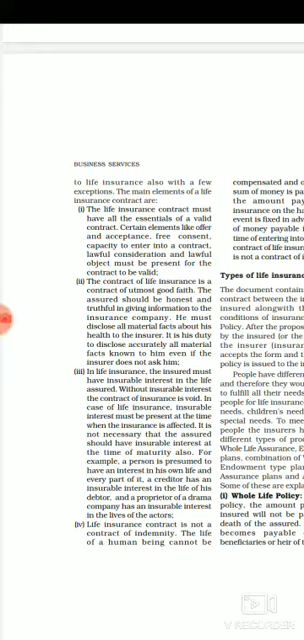 BUSINESS SERVICES
to life insurance also with a few
exceptions. The main elements of a life
insurance contract are:
(i) The life insurance contract must
have all the essentials of a valid
contract. Certain elements like offer
and acceptance, free consent,
capacity to enter into a contract,
lawful consideration and lawful
object must be present for the
contract to be valid;
(ii) The contract of life insurance is a
contract of utmost good faith. The
assured should be honest and
truthful in giving information to the
insurance company. He must
disclose all material facts about his
health to the insurer. It is his duty
to disclose accurately all material
facts known to him even if the
insurer does not ask him;
(iii) In life insurance, the insured must
have insurable interest in the life
assured. Without insurable interest
the contract of insurance is void. In
case of life insurance, insurable
interest must be present at the time
when the insurance is affected. It is
not necessary that the assured
should have insurable interest at
the time of maturity also. For
example, a person is presumed to
have an interest in his own life and
every part of it, a creditor has an
insurable interest in the life of his
debtor, and a proprietor of a drama
company has an insurable interest
in the lives of the actors;
(iv) Life insurance contract is not a
contract of indemnity. The life
of a human being cannot be
compensated and o
sum of money is pa
the amount pay
insurance on the ha
event is fixed in adv
of money payable i
time of entering into
contract of life insur
is not a contract of i
Types of life insuran
The document contain
contract between the in
insured alongwith th
conditions of insuranc
Policy. After the propos
by the insured (or the
the insurer (insuran
accepts the form and th
policy is issued to the i
People have differen
and therefore they wou
to fulfill all their needs
people for life insuranc
needs, children's need
special needs. To mee
people the insurers h
different types of prod
Whole Life Assurance, E
plans, combination of W
Endowment type plan
Assurance plans and A
Some of these are expla
(i) Whole Life Policy:
policy, the amount p
insured will not be pa
death of the assured.
becomes payable
beneficiaries or heir of t
V RECORDER